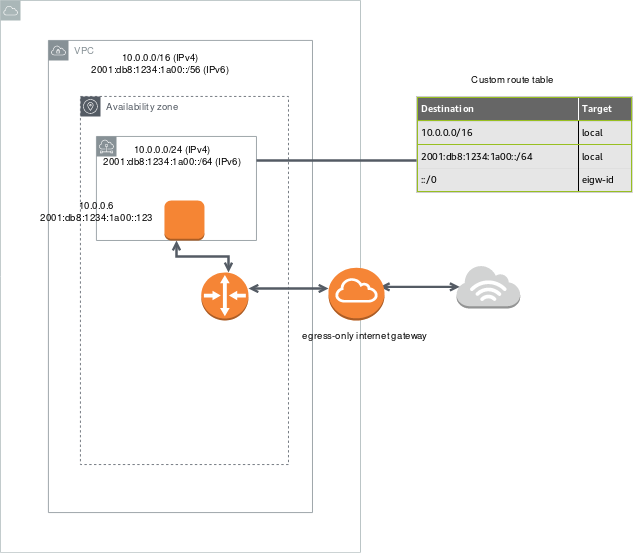 VPC
10.0.0.0/16 (IPv4)
2001:db8:1234:1a00::/56 (IPv6)
Availability zone
10.0.0.0/24 (IPv4)
2001:db8:1234:1a00::/64 (IPv6)
10.0.0.6
2001:db8:1234:1a00::123
egress-only internet gateway
Custom route table
Destination Target
10.0.0.0/16 local
2001:db8:1234:1a00::/64 local
::/0 eigw-id